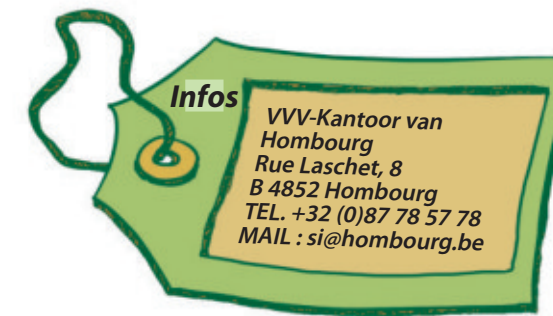 Infos
VVV-Kantoor van
Hombourg
Rue Laschet, 8
B 4852 Hombourg
TEL. +32 (0)87 78 57 78
MAIL : si@hombourg.be